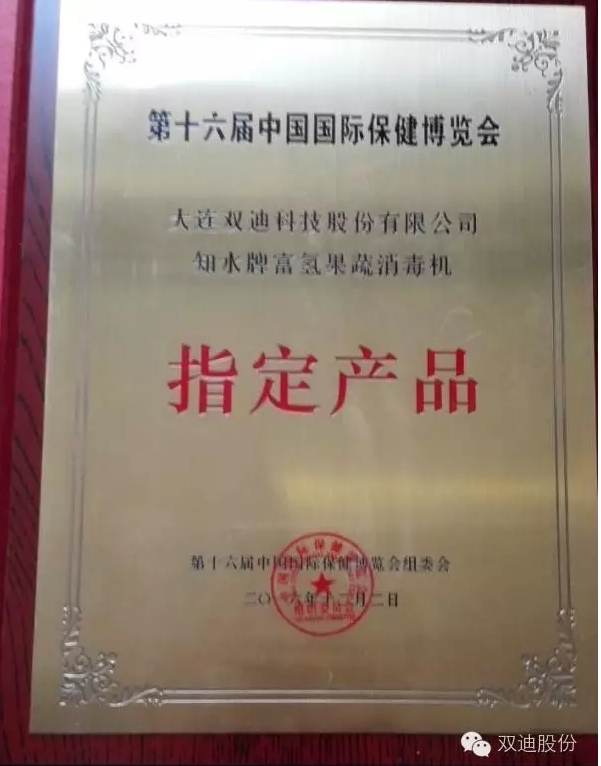 第十六届中国国际保健博览会
大连双迪科技股份有限公司
知水牌富氢果蔬消毒机
指定产品
第十六届中国国际保健博览会组委会
二〇一六年十二月二日
双迪股份